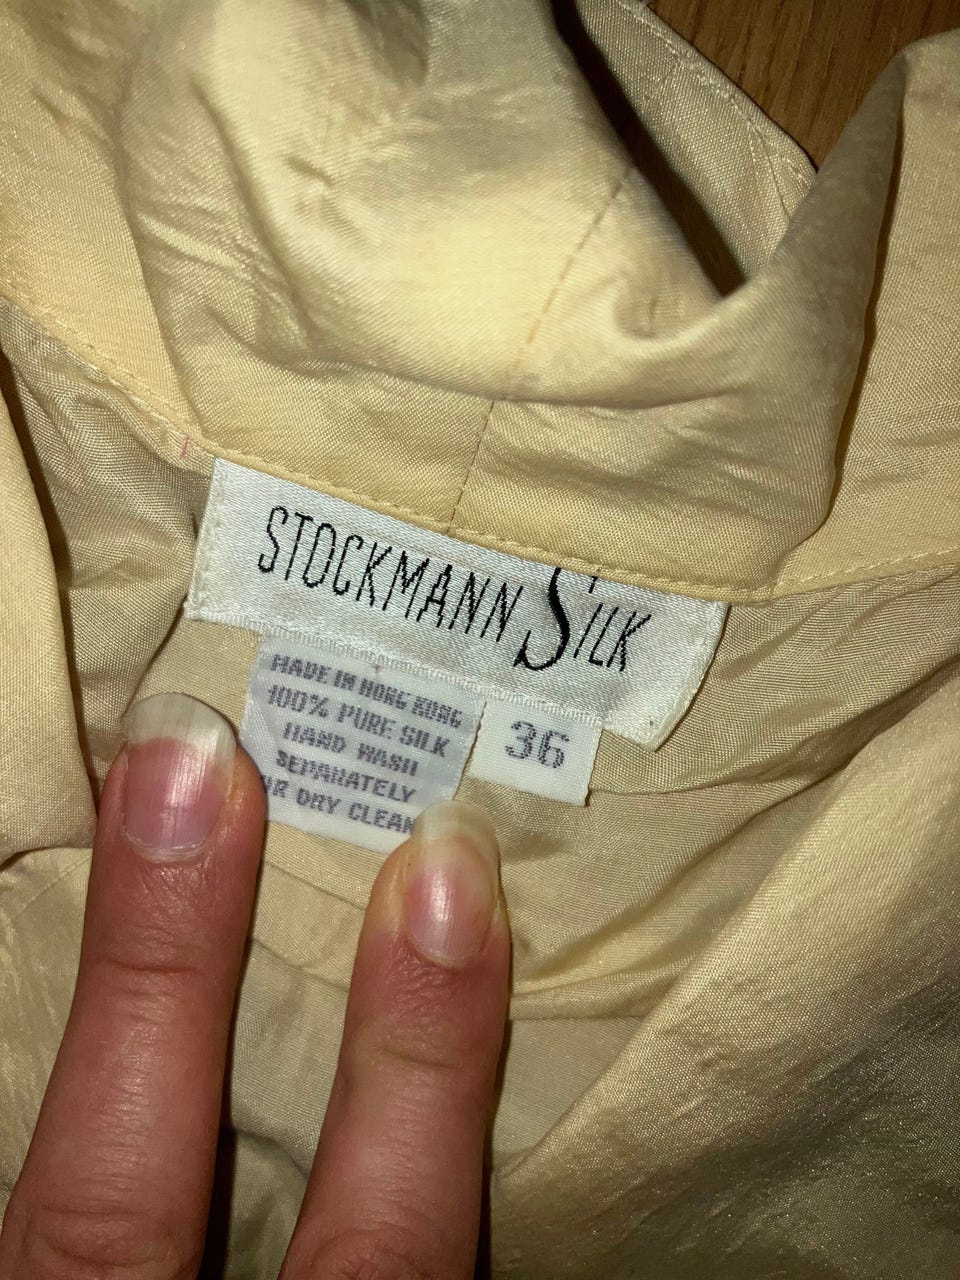 STOCKMANN SILK
MADE IN HONG KONG
100% PURE SILK
HAND WASH
SEPARATELY
OR DRY CLEAN
36